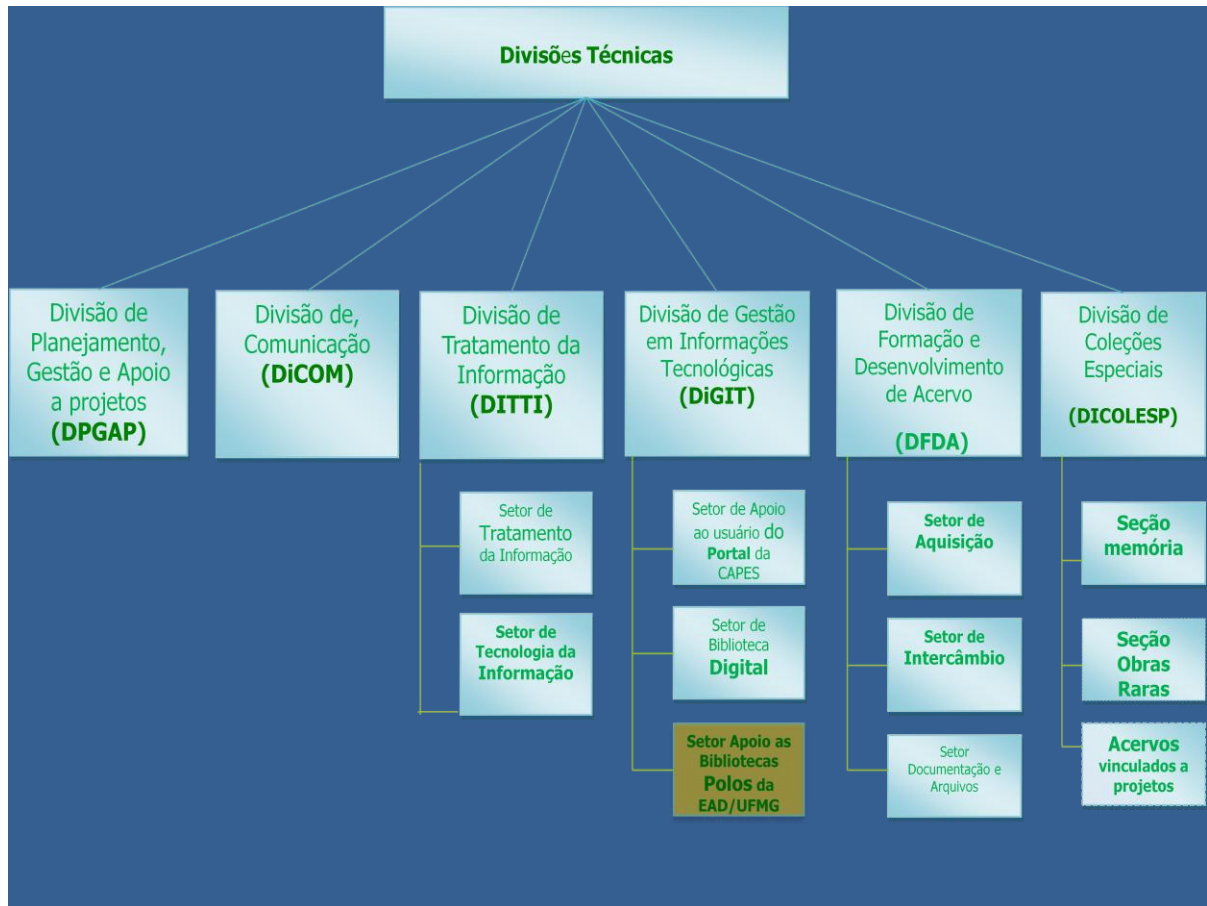 Divisões Técnicas
Divisão de
Planejamento,
Gestão e Apoio
a projetos
(DPGAP)
Divisão de,
Comunicação
(DiCOM)
Divisão de
Tratamento da
Informação
(DITTI)
Setor de
Tratamento
da Informação
Setor de
Tecnologia da
Informação
Divisão de Gestão
em Informações
Tecnológicas
(DiGIT)
Setor de Apoio
ao usuário do
Portal da
CAPES
Setor de
Biblioteca
Digital
Setor Apoio as
Bibliotecas
Polos da
EAD/UFMG
Divisão de
Formação e
Desenvolvimento
de Acervo
(DFDA)
Setor de
Aquisição
Setor de
Intercâmbio
Setor
Documentação e
Arquivos
Divisão de
Coleções
Especiais
(DICOLESP)
Seção
memória
Seção
Obras
Raras
Acervos
vinculados a
projetos